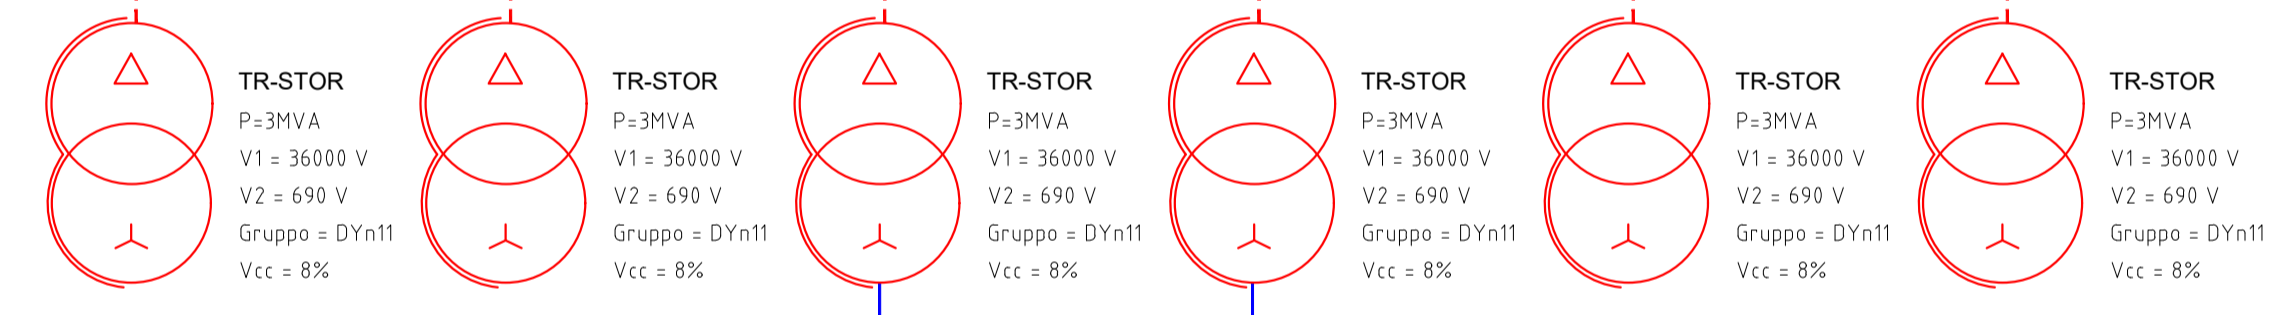 TR-STOR
P=3MVA
V1 = 36000 V
V2 = 690 V
Gruppo = DYn11
Vcc = 8%
TR-STOR
P=3MVA
V1 = 36000 V
V2 = 690 V
Gruppo = DYn11
Vcc = 8%
TR-STOR
P=3MVA
V1 = 36000 V
V2 = 690 V
Gruppo = DYn11
Vcc = 8%
TR-STOR
P=3MVA
V1 = 36000 V
V2 = 690 V
Gruppo = DYn11
Vcc = 8%
TR-STOR
P=3MVA
V1 = 36000 V
V2 = 690 V
Gruppo = DYn11
Vcc = 8%
TR-STOR
P=3MVA
V1 = 36000 V
V2 = 690 V
Gruppo = DYn11
Vcc = 8%